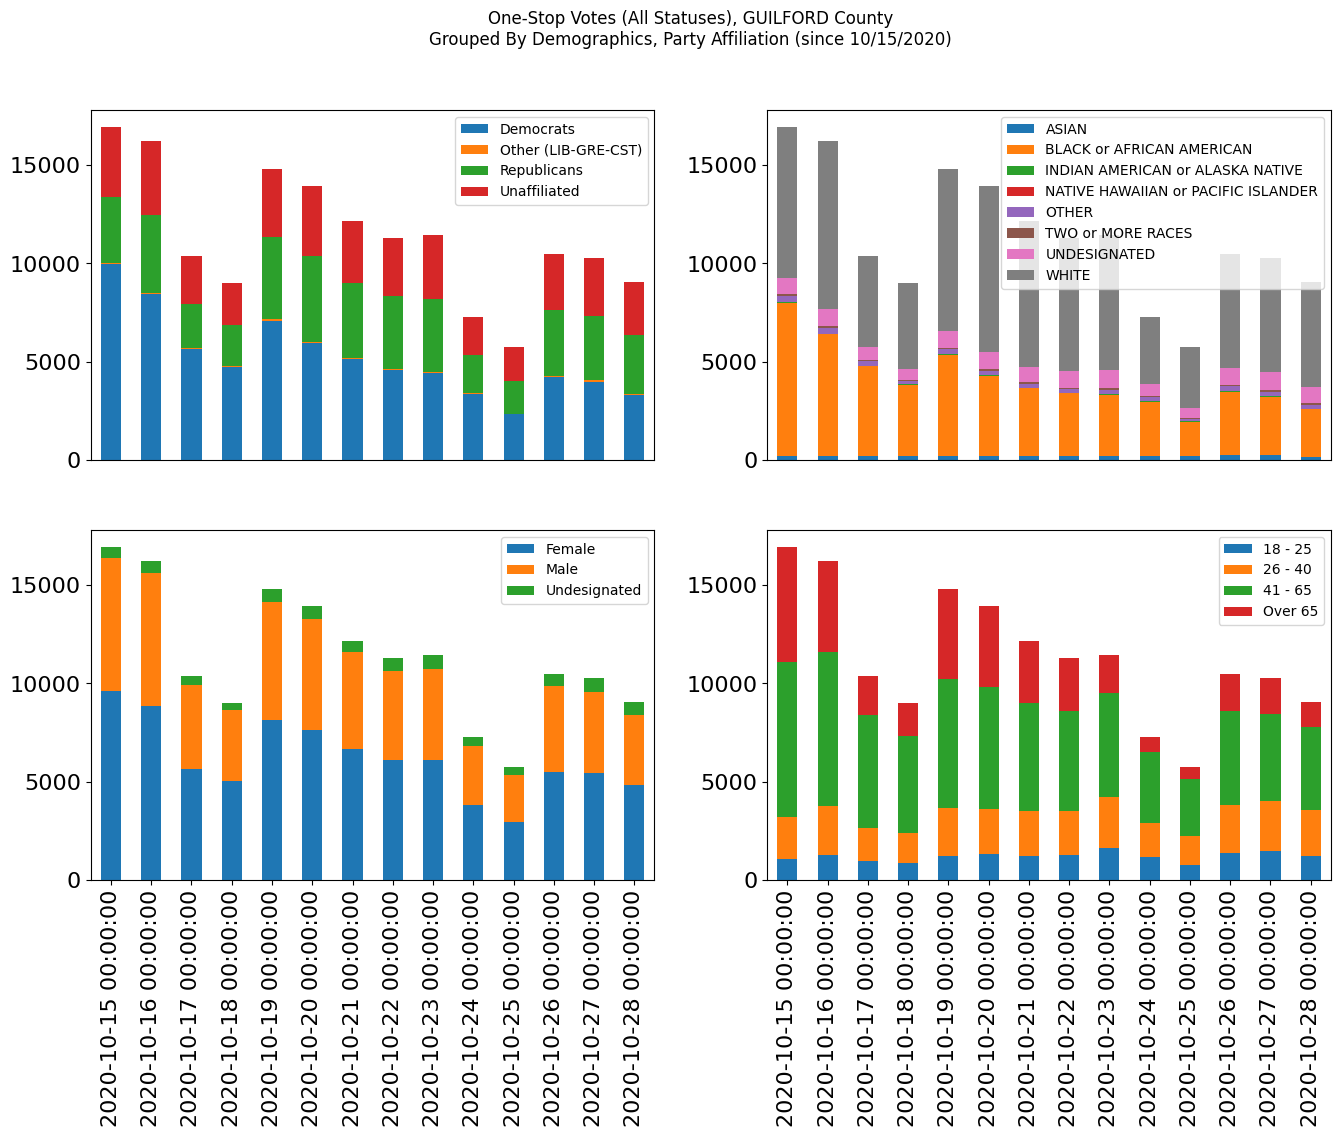 One-Stop Votes (All Statuses), GUILFORD County
Grouped By Demographics, Party Affiliation (since 10/15/2020)
Democrats
Other (LIB-GRE-CST)
Republicans
Unaffiliated
15000
10000
5000
0
ASIAN
BLACK or AFRICAN AMERICAN
INDIAN AMERICAN or ALASKA NATIVE
NATIVE HAWAIIAN or PACIFIC ISLANDER
OTHER
TWO or MORE RACES
UNDESIGNATED
WHITE
15000
10000
5000
0
Female
Male
Undesignated
15000
10000
5000
0
2020-10-15 00:00:00
2020-10-16 00:00:00
2020-10-17 00:00:00
2020-10-18 00:00:00
2020-10-19 00:00:00
2020-10-20 00:00:00
2020-10-21 00:00:00
2020-10-22 00:00:00
2020-10-23 00:00:00
2020-10-24 00:00:00
2020-10-25 00:00:00
2020-10-26 00:00:00
2020-10-27 00:00:00
2020-10-28 00:00:00
18 - 25
26 - 40
41 - 65
Over 65
15000
10000
5000
0
2020-10-15 00:00:00
2020-10-16 00:00:00
2020-10-17 00:00:00
2020-10-18 00:00:00
2020-10-19 00:00:00
2020-10-20 00:00:00
2020-10-21 00:00:00
2020-10-22 00:00:00
2020-10-23 00:00:00
2020-10-24 00:00:00
2020-10-25 00:00:00
2020-10-26 00:00:00
2020-10-27 00:00:00
2020-10-28 00:00:00